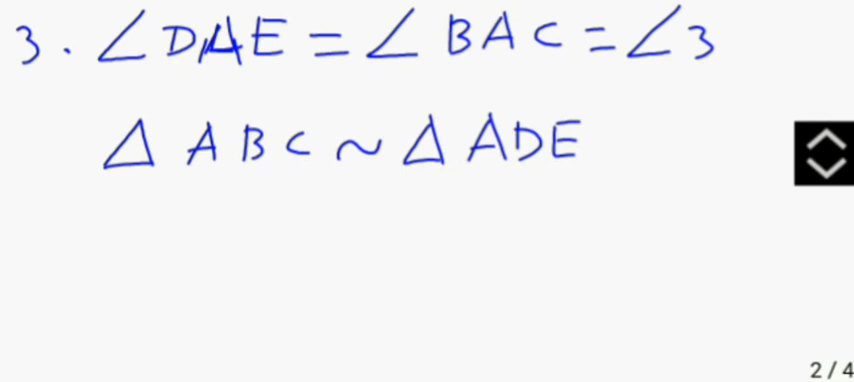 3. ∠DAE = ∠BAC = ∠3
△ABC ~ △ADE
2/4